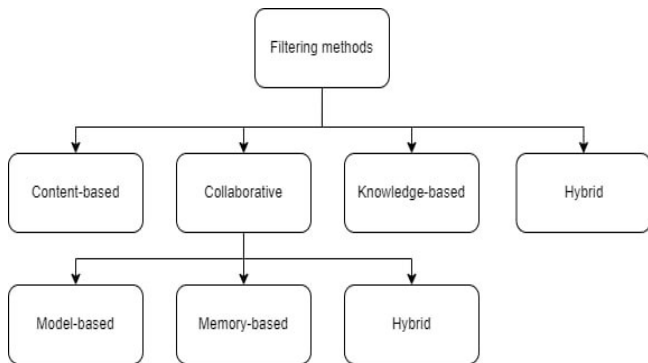 Filtering methods
Content-based
Collaborative
Knowledge-based
Hybrid
Model-based
Memory-based
Hybrid